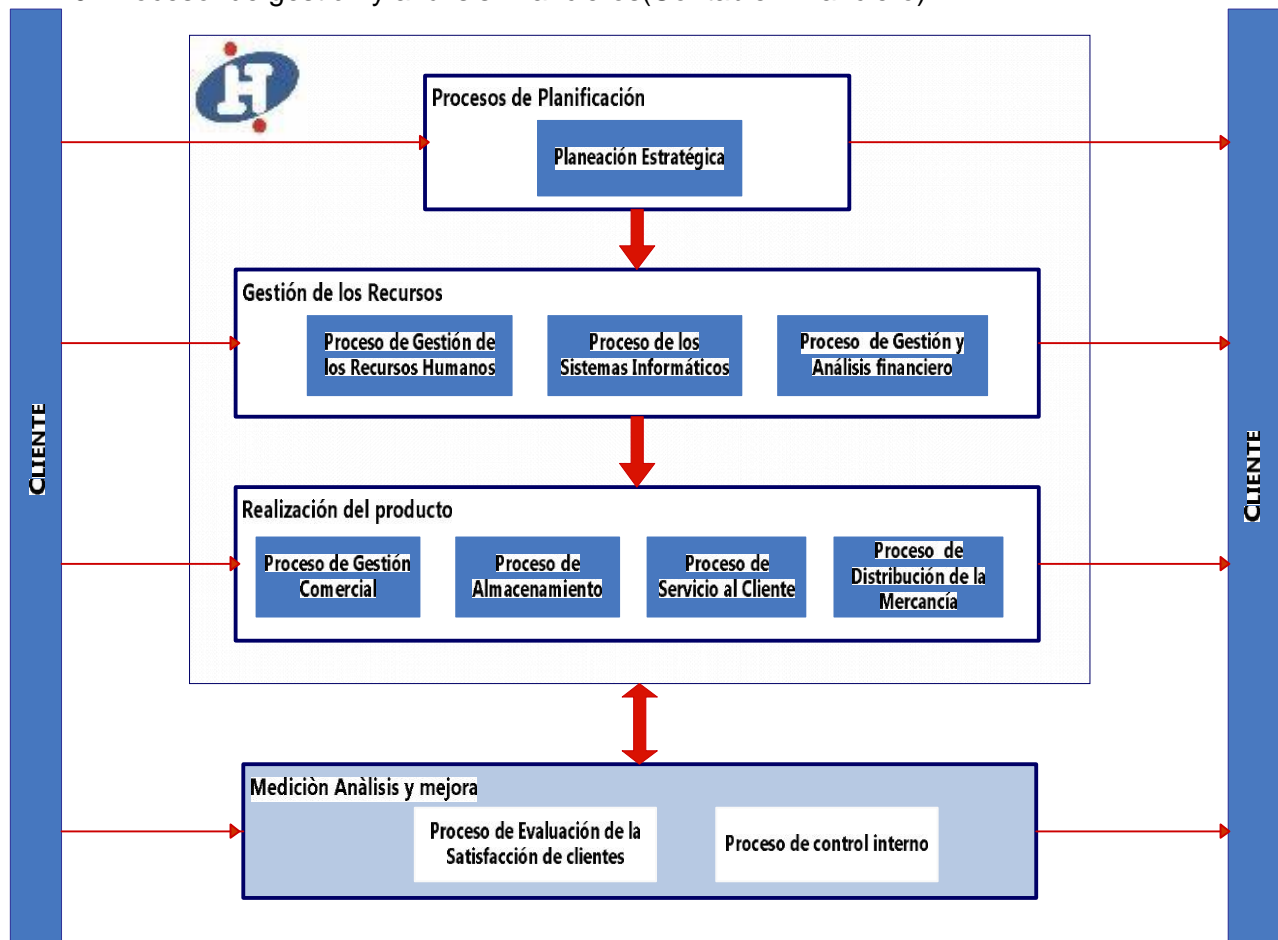 Procesos de Planificación
Planeación Estratégica
Gestión de los Recursos
Proceso de Gestión de
los Recursos Humanos
Proceso de los
Sistemas Informáticos
Proceso de Gestión y
Análisis financiero
Realización del producto
Proceso de Gestión
Comercial
Proceso de
Almacenamiento
Proceso de
Servicio al Cliente
Proceso de
Distribución de la
Mercancía
Mediciòn Anàlisis y mejora
Proceso de Evaluación de la
Satisfacción de clientes
Proceso de control interno
CLIENTE
CLIENTE